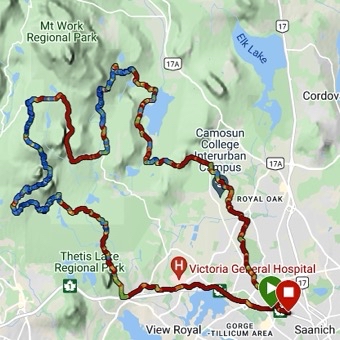 Mt Work
Regional Park
Elk Lake
17A
Cordov
Camosun
College
Interurban
Campus
17A
ROYAL OAK
Thetis Lake
Regional Park
1
H
Victoria General Hospital
View Royal
GORGE
-TILLICUM AREA
Saanich